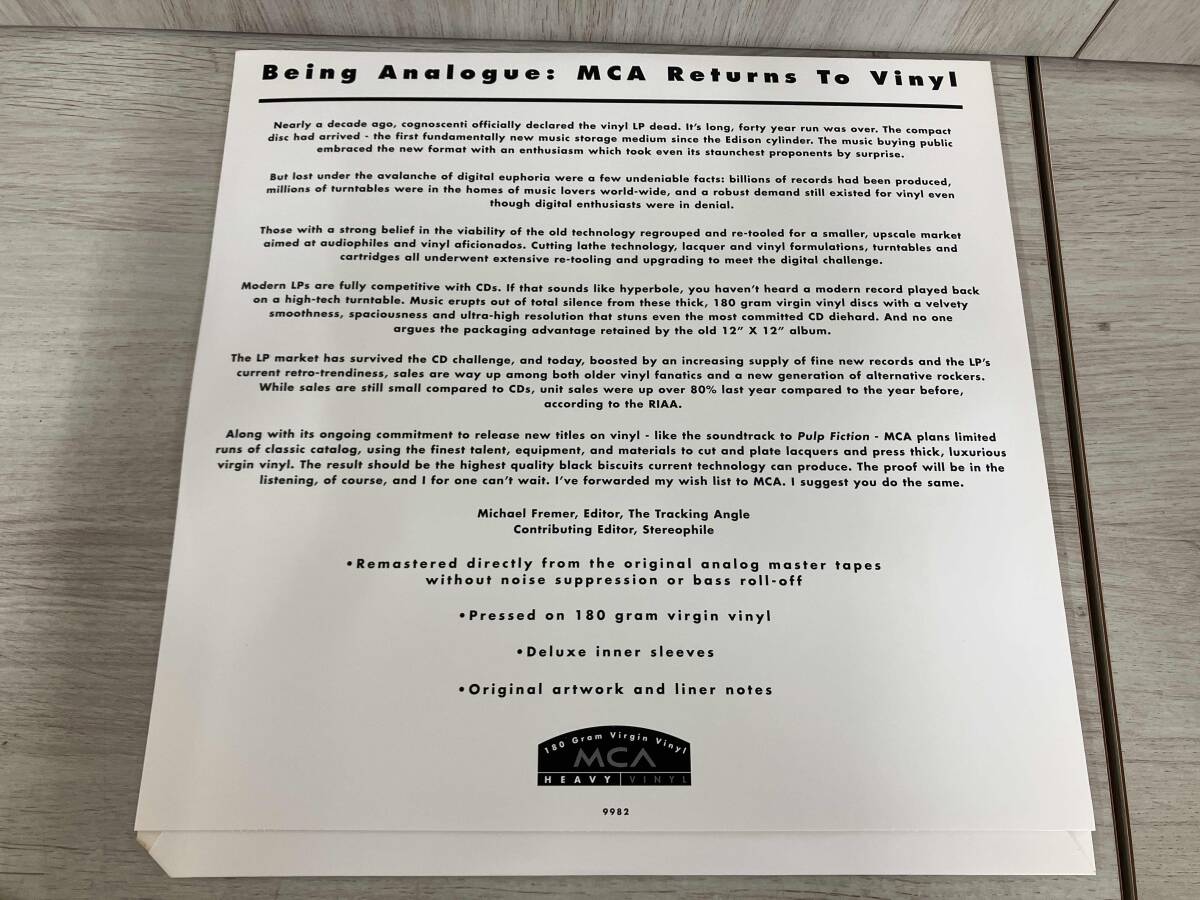 Being Analogue: MCA Returns To Vinyl
Nearly a decade ago, cognoscenti officially declared the vinyl LP dead. It's long, forty year run was over. The compact
disc had arrived - the first fundamentally new music storage medium since the Edison cylinder. The music buying public
embraced the new format with an enthusiasm which took even its staunchest proponents by surprise.
But lost under the avalanche of digital euphoria were a few undeniable facts: billions of records had been produced,
millions of turntables were in the homes of music lovers world-wide, and a robust demand still existed for vinyl even
though digital enthusiasts were in denial.
Those with a strong belief in the viability of the old technology regrouped and re-tooled for a smaller, upscale market
aimed at audiophiles and vinyl aficionados. Cutting lathe technology, lacquer and vinyl formulations, turntables and
cartridges all underwent extensive re-tooling and upgrading to meet the digital challenge.
Modern LPs are fully competitive with CDs. If that sounds like hyperbole, you haven't heard a modern record played back
on a high-tech turntable. Music erupts out of total silence from these thick, 180 gram virgin vinyl discs with a velvety
smoothness, spaciousness and ultra-high resolution that stuns even the most committed CD diehard. And no one
argues the packaging advantage retained by the old 12" X 12" album.
The LP market has survived the CD challenge, and today, boosted by an increasing supply of fine new records and the LP's
current retro-trendiness, sales are way up among both older vinyl fanatics and a new generation of alternative rockers.
While sales are still small compared to CDs, unit sales were up over 80% last year compared to the year before,
according to the RIAA.
Along with its ongoing commitment to release new titles on vinyl - like the soundtrack to Pulp Fiction - MCA plans limited
runs of classic catalog, using the finest talent, equipment, and materials to cut and plate lacquers and press thick, luxurious
virgin vinyl. The result should be the highest quality black biscuits current technology can produce. The proof will be in the
listening, of course, and I for one can't wait. I've forwarded my wish list to MCA. I suggest you do the same.
Michael Fremer, Editor, The Tracking Angle
Contributing Editor, Stereophile
•Remastered directly from the original analog master tapes
without noise suppression or bass roll-off
•Pressed on 180 gram virgin vinyl
•Deluxe inner sleeves
•Original artwork and liner notes
180 Gram Virgin Vinyl
MCA
HEAVY VINYL
9982